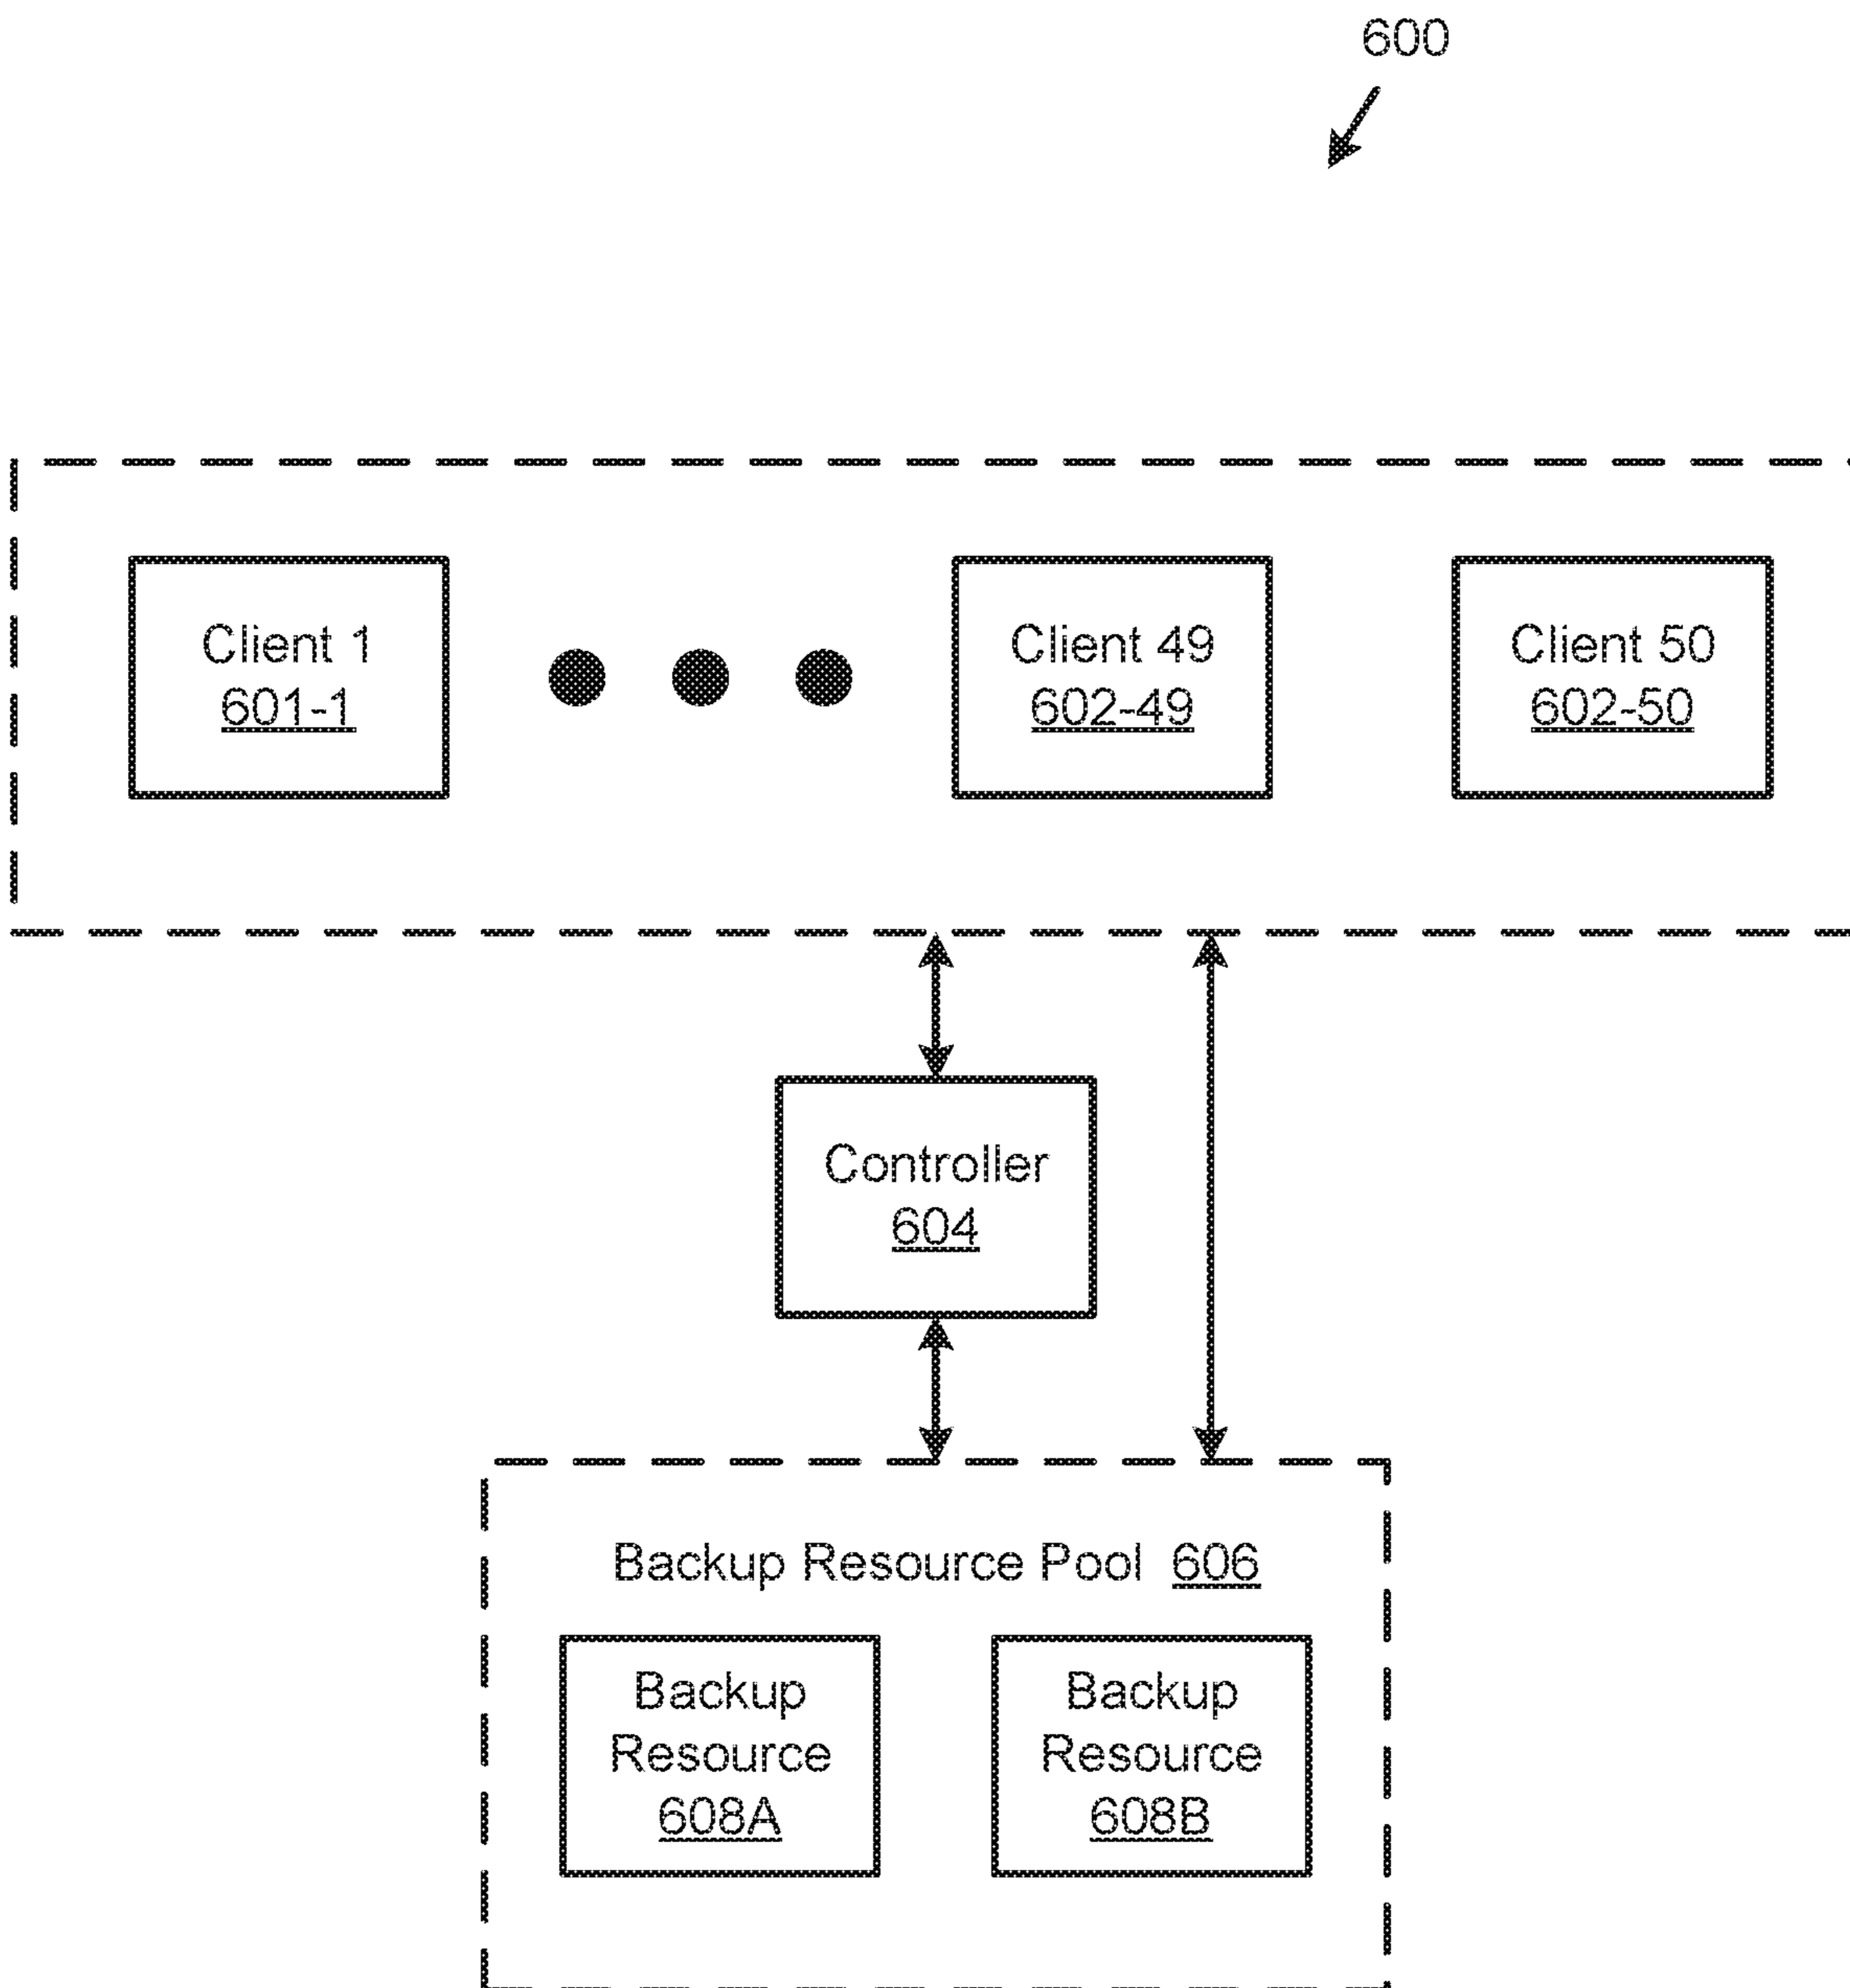 600
Client 1
601-1
Client 49
602-49
Client 50
602-50
Controller
604
Backup Resource Pool 606
Backup
Resource
608A
Backup
Resource
608B